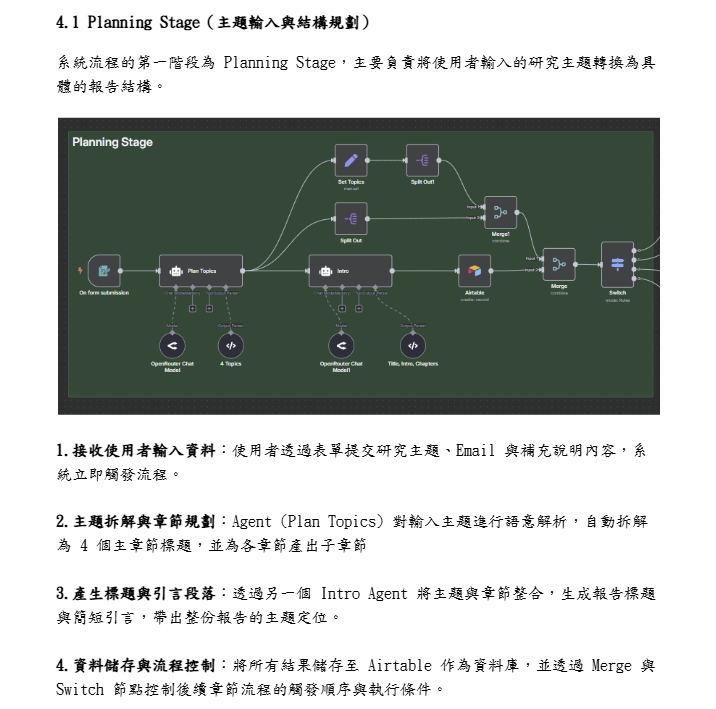 4.1 Planning Stage（主題輸入與結構規劃）
系統流程的第一階段為 Planning Stage，主要負責將使用者輸入的研究主題轉換為具
體的報告結構。
Planning Stage
Set Topics
manual
Split Out1
Split Out
Input 1
Input 2
Merge1
combine
On form submission
Plan Topics
Intro
Airtable
create: record
Input 1
Input 2
Merge
combine
Switch
mode: Rules
Model
Output Parser
Model
Output Parser
OpenRouter Chat
Model
4 Topics
OpenRouter Chat
Model1
Title, Intro, Chapters
1. 接收使用者輸入資料：使用者透過表單提交研究主題、Email 與補充說明內容，系
統立即觸發流程。
2. 主題拆解與章節規劃：Agent (Plan Topics) 對輸入主題進行語意解析，自動拆解
為 4 個主章節標題，並為各章節產出子章節
3. 產生標題與引言段落：透過另一個 Intro Agent 將主題與章節整合，生成報告標題
與簡短引言，帶出整份報告的主題定位。
4. 資料儲存與流程控制：將所有結果儲存至 Airtable 作為資料庫，並透過 Merge 與
Switch 節點控制後續章節流程的觸發順序與執行條件。